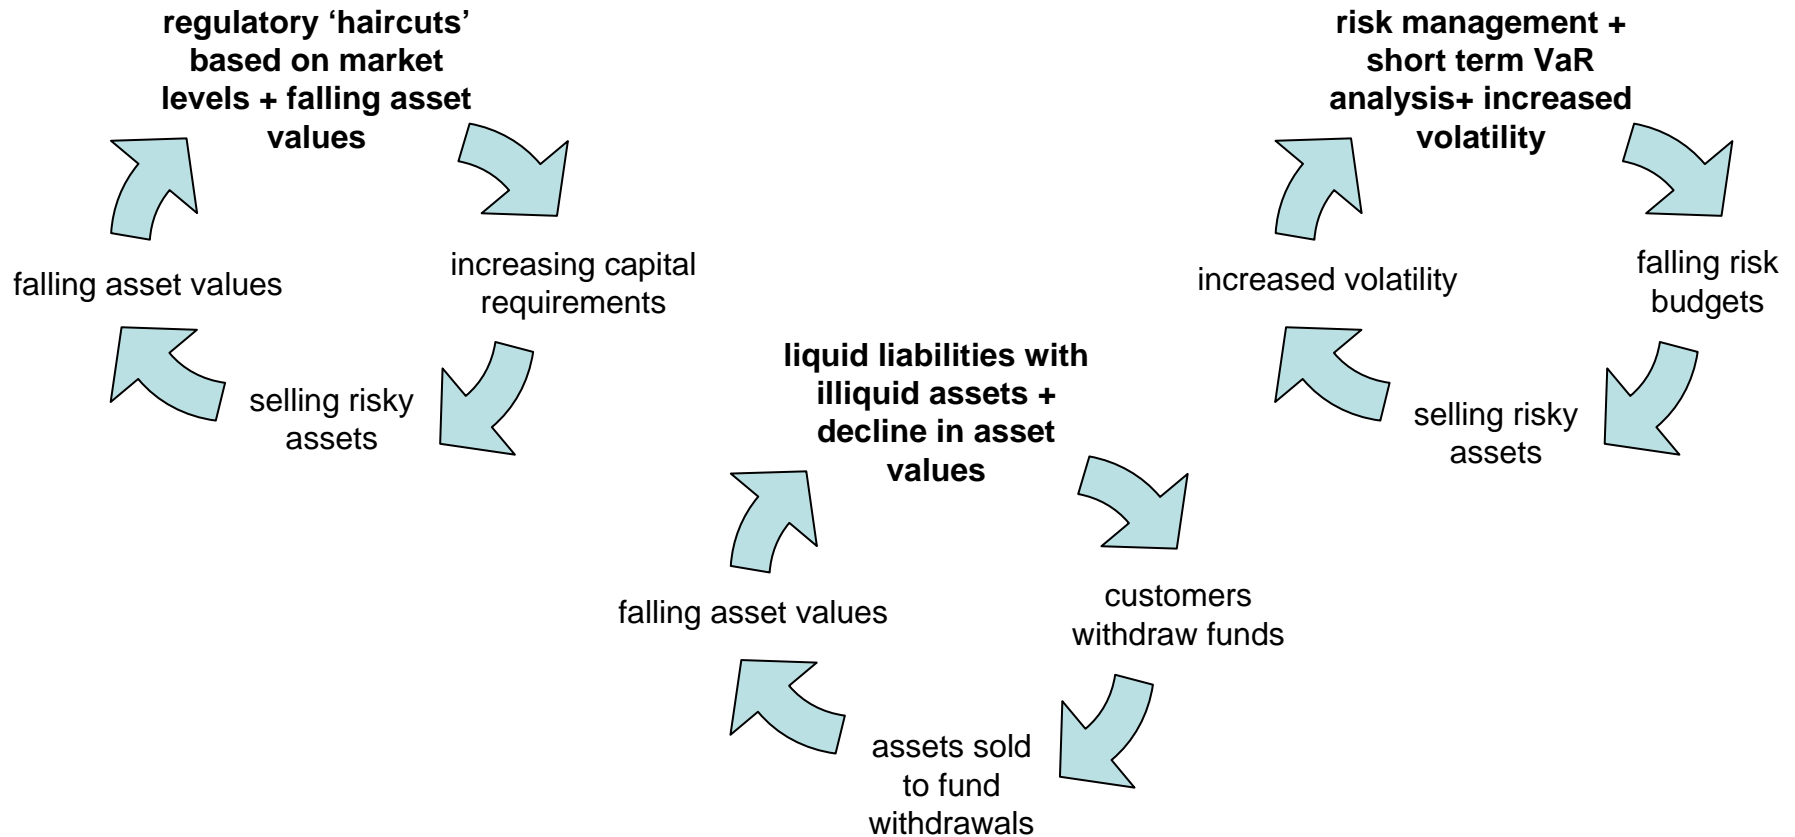 regulatory ‘haircuts’
based on market
levels + falling asset
values
increasing capital
requirements
selling risky
assets
falling asset values
liquid liabilities with
illiquid assets +
decline in asset
values
customers
withdraw funds
assets sold
to fund
withdrawals
falling asset values
risk management +
short term VaR
analysis+ increased
volatility
falling risk
budgets
selling risky
assets
increased volatility